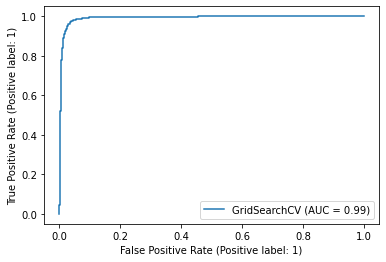 True Positive Rate (Positive label: 1)
1.0
0.8
0.6
0.4
0.2
0.0
GridSearchCV (AUC = 0.99)
0.0 0.2 0.4 0.6 0.8 1.0
False Positive Rate (Positive label: 1)